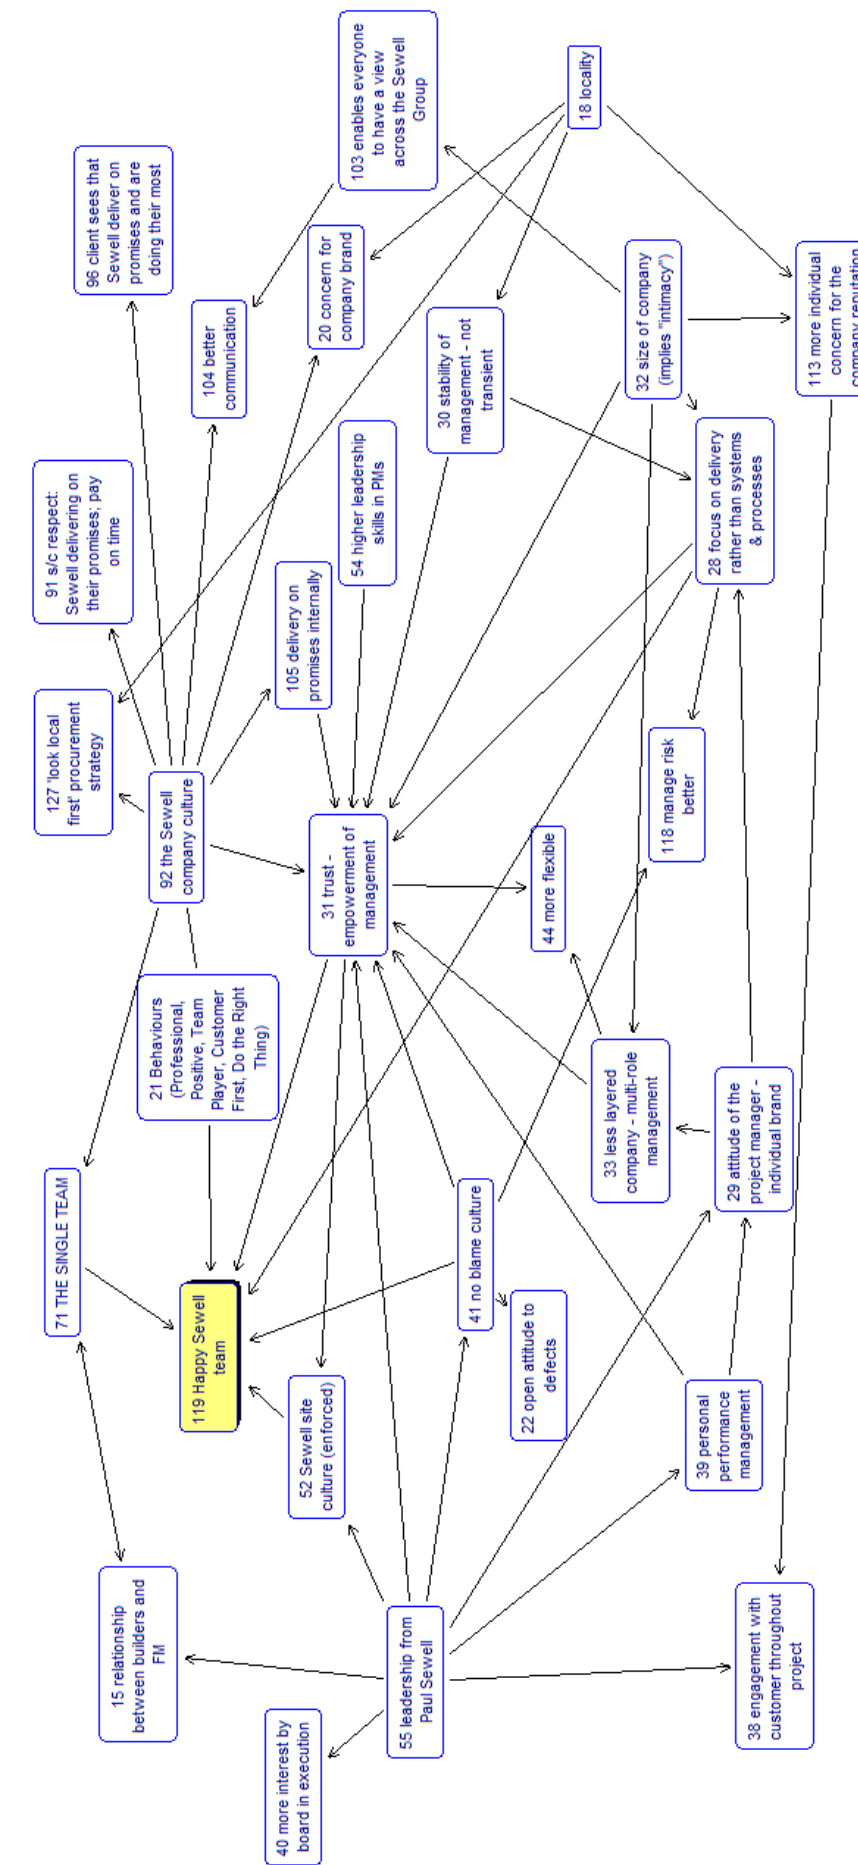 71 THE SINGLE TEAM
127 'look local
first' procurement
strategy
91 s/c respect:
Sewell delivering on
their promises; pay
on time
96 client sees that
Sewell deliver on
promises and are
doing their most
15 relationship
between builders and
FM
92 the Sewell
company culture
21 Behaviours
(Professional,
Positive, Team
Player, Customer
First, Do the Right
Thing)
119 Happy Sewell
team
104 better
communication
40 more interest by
board in execution
52 Sewell site
culture (enforced)
105 delivery on
promises internally
20 concern for
company brand
31 trust -
empowerment of
management
54 higher leadership
skills in PMs
103 enables everyone
to have a view
across the Sewell
Group
55 leadership from
Paul Sewell
41 no blame culture
30 stability of
management - not
transient
22 open attitude to
defects
44 more flexible
18 locality
33 less layered
company - multi-role
management
32 size of company
(implies "intimacy")
118 manage risk
better
39 personal
performance
management
29 attitude of the
project manager -
individual brand
28 focus on delivery
rather than systems
& processes
38 engagement with
customer throughout
project
113 more individual
concern for the
company reputation